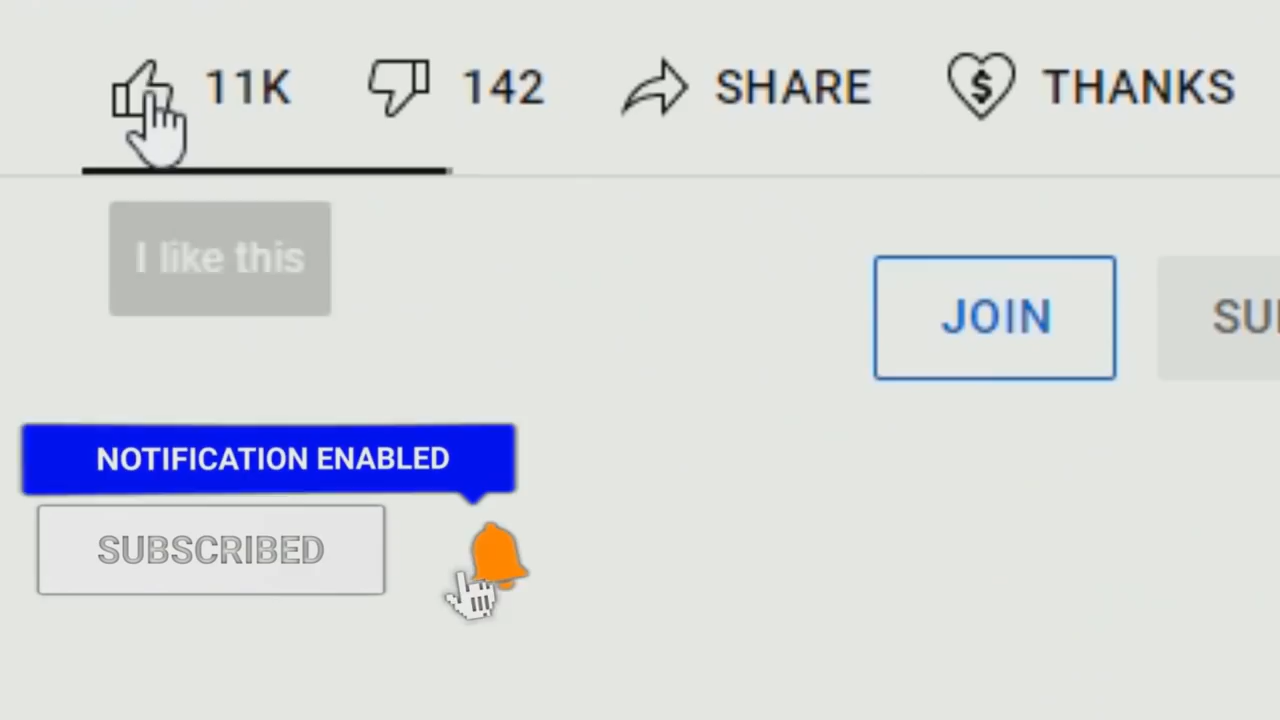 11K 142 SHARE THANKS
I like this
JOIN
NOTIFICATION ENABLED
SUBSCRIBED